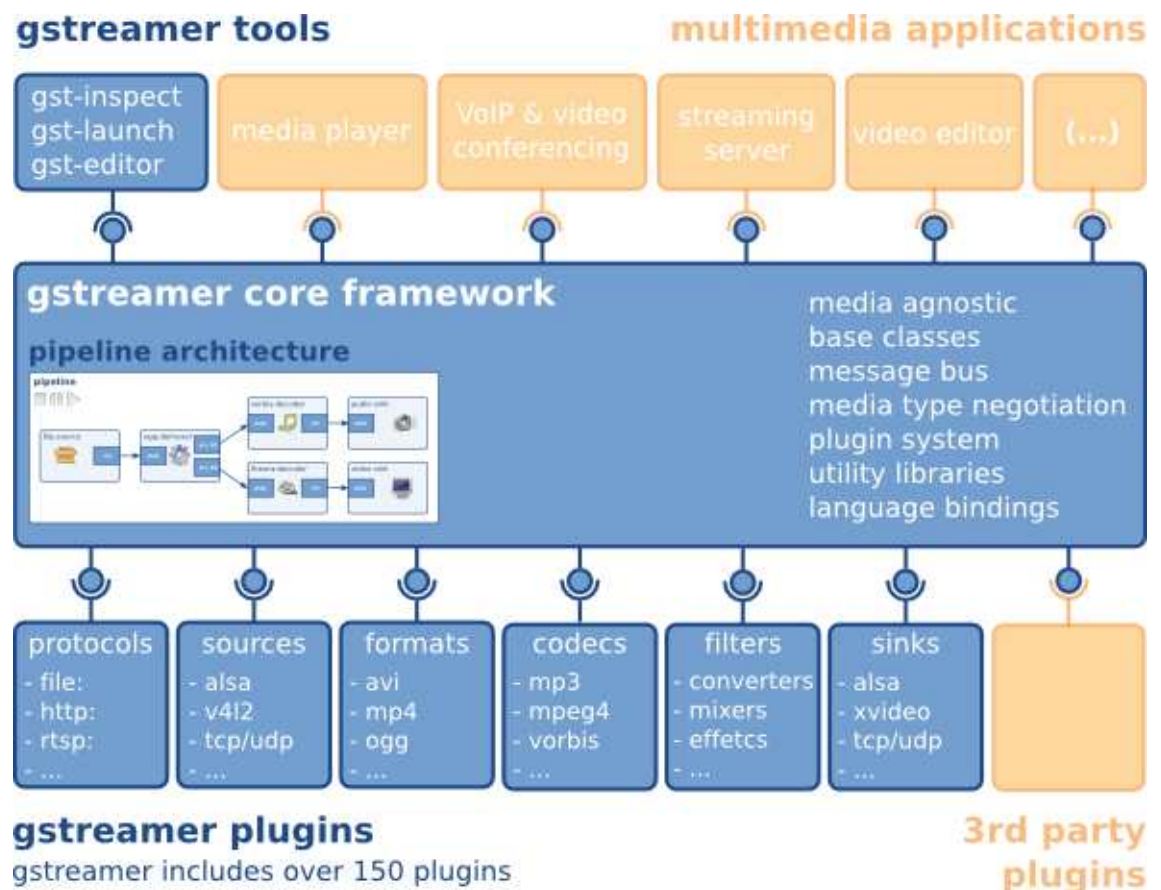 gstreamer tools
multimedia applications
gst-inspect
gst-launch
gst-editor
media player
VoIP & video
conferencing
streaming
server
video editor
(...)
gstreamer core framework
media agnostic
base classes
message bus
media type negotiation
plugin system
utility libraries
language bindings
pipeline architecture
pipeline
protocols
- file:
- http:
- rtsp:
- ...
sources
- alsa
- v4l2
- tcp/udp
- ...
formats
- avi
- mp4
- ogg
- ...
codecs
- mp3
- mpeg4
- vorbis
- ...
filters
- converters
- mixers
- effetcs
- ...
sinks
- alsa
- xvideo
- tcp/udp
- ...
gstreamer plugins
gstreamer includes over 150 plugins
3rd party
plugins